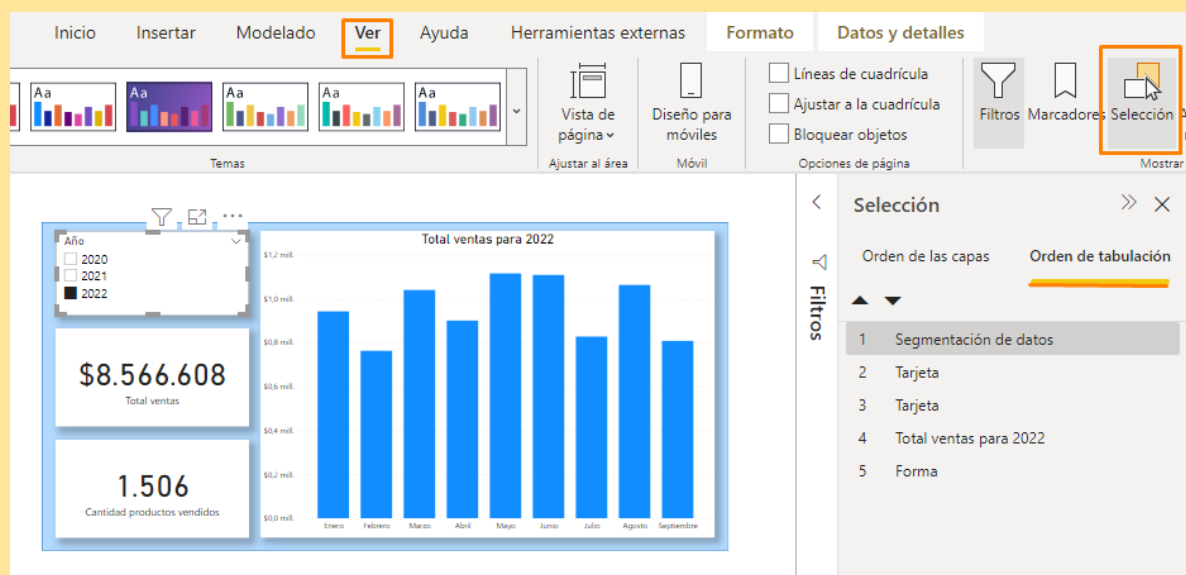 Inicio Insertar Modelado Ver Ayuda Herramientas externas Formato Datos y detalles
Aa Aa Aa Aa Aa
Vista de
página
Diseño para
móviles
Líneas de cuadrícula
Ajustar a la cuadrícula
Bloquear objetos
Filtros Marcadores Selección
Temas Ajustar al área Móvil Opciones de página Mostrar
Selección
Orden de las capas Orden de tabulación
Filtros
1 Segmentación de datos
2 Tarjeta
3 Tarjeta
4 Total ventas para 2022
5 Forma
Año
2020
2021
2022
$8.566.608
Total ventas
1.506
Cantidad productos vendidos
Total ventas para 2022
$1,2 mill.
$1,0 mill.
$0,8 mill.
$0,6 mill.
$0,4 mill.
$0,2 mill.
$0,0 mill.
Enero Febrero Marzo Abril Mayo Junio Julio Agosto Septiembre